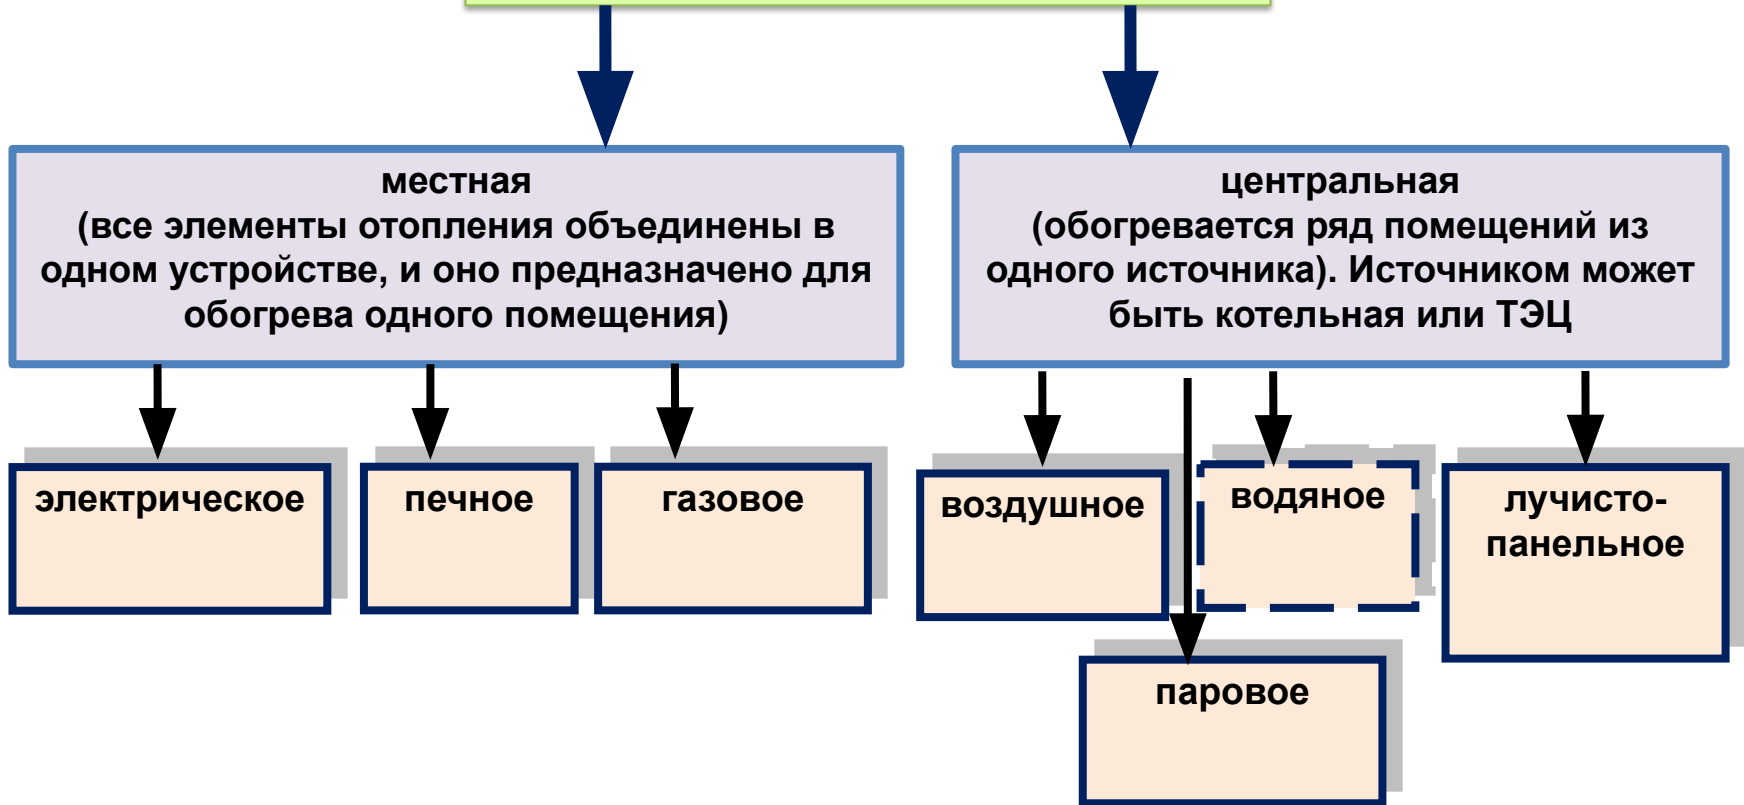 местная
(все элементы отопления объединены в
одном устройстве, и оно предназначено для
обогрева одного помещения)
центральная
(обогревается ряд помещений из
одного источника). Источником может
быть котельная или ТЭЦ
электрическое
печное
газовое
воздушное
водяное
лучисто-
панельное
паровое